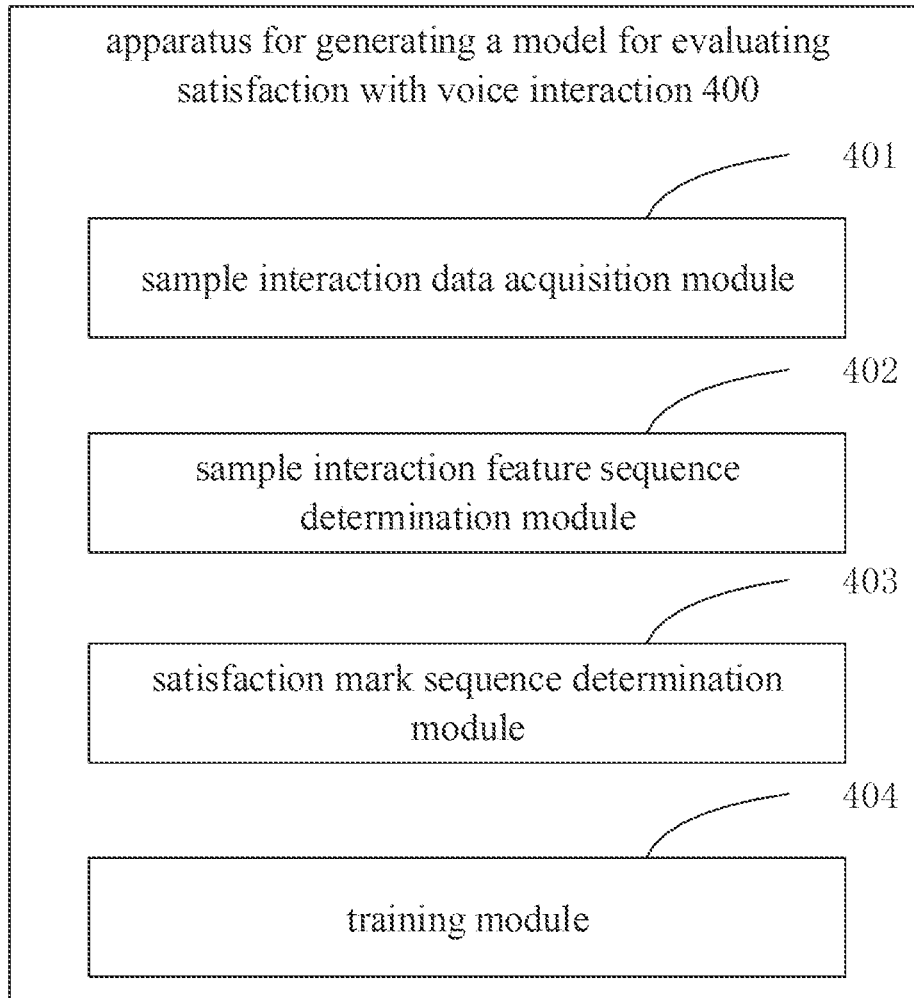 apparatus for generating a model for evaluating
satisfaction with voice interaction 400
401
sample interaction data acquisition module
402
sample interaction feature sequence
determination module
403
satisfaction mark sequence determination
module
404
training module